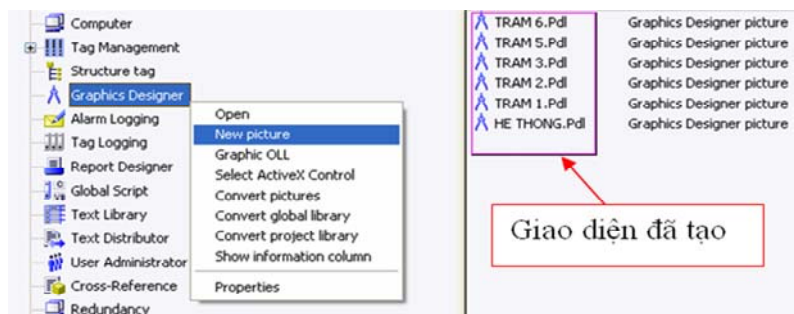 Computer
Tag Management
Structure tag
Graphics Designer
Alarm Logging
Tag Logging
Report Designer
Global Script
Text Library
Text Distributor
User Administrator
Cross-Reference
Redundancy
Open
New picture
Graphic OLL
Select ActiveX Control
Convert pictures
Convert global library
Convert project library
Show information column
Properties
TRAM 6.Pdl Graphics Designer picture
TRAM 5.Pdl Graphics Designer picture
TRAM 3.Pdl Graphics Designer picture
TRAM 2.Pdl Graphics Designer picture
TRAM 1.Pdl Graphics Designer picture
HE THONG.Pdl Graphics Designer picture
Giao diện đã tạo